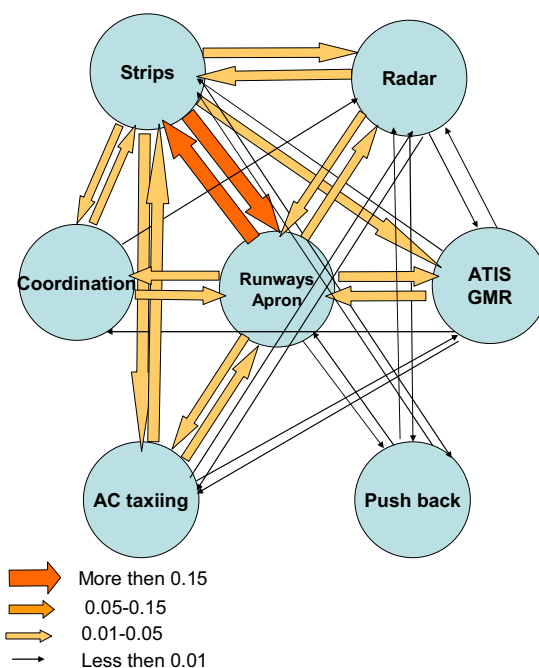 Strips
Radar
Coordination
Runways
Apron
ATIS
GMR
AC taxiing
Push back
More then 0.15
0.05-0.15
0.01-0.05
Less then 0.01